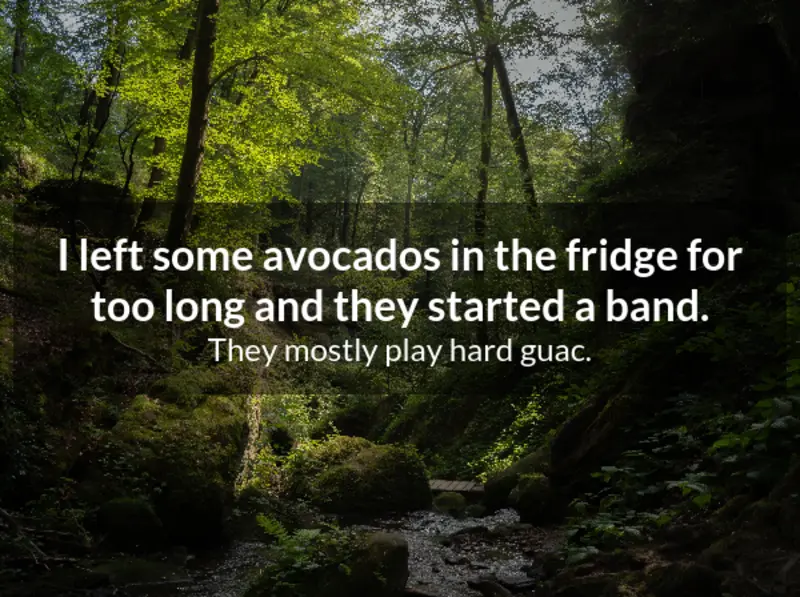 I left some avocados in the fridge for
too long and they started a band.
They mostly play hard guac.